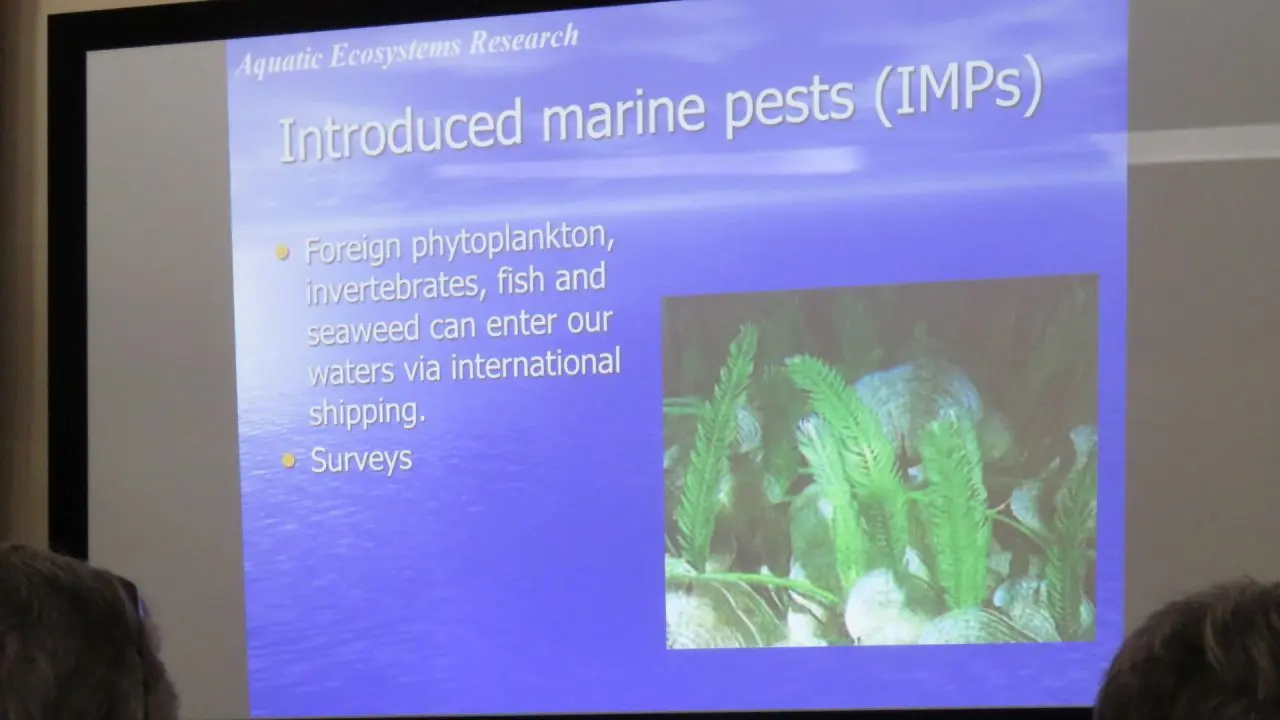 Aquatic Ecosystems Research
Introduced marine pests (IMPs)
Foreign phytoplankton,
invertebrates, fish and
seaweed can enter our
waters via international
shipping.
Surveys